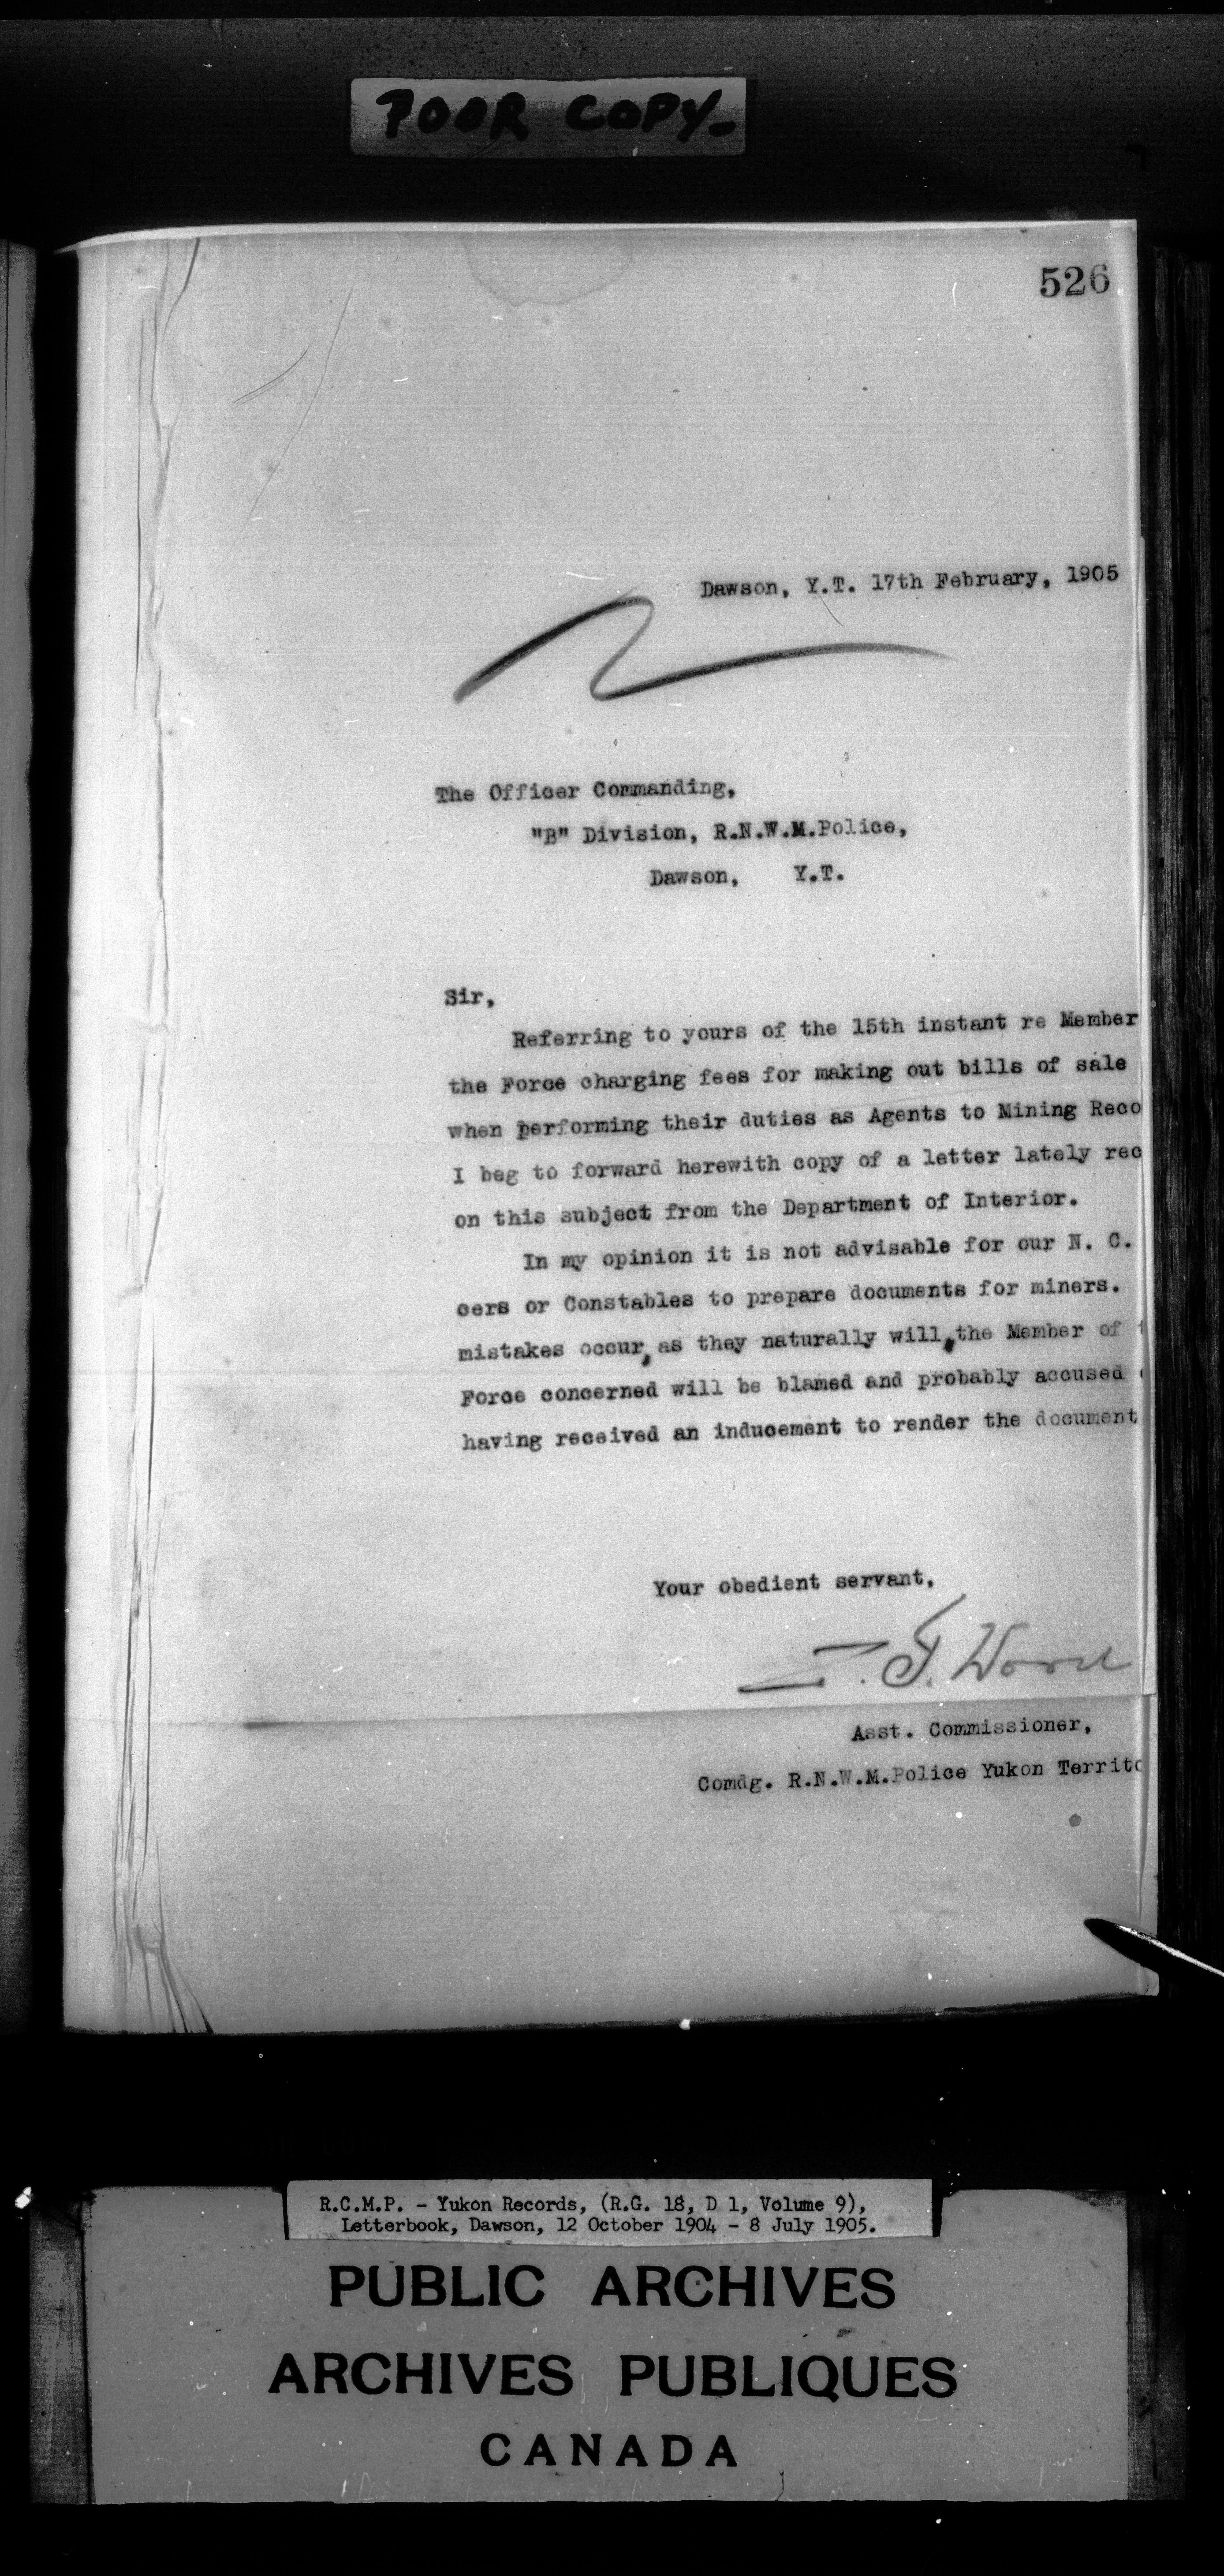 POOR COPY-
526
Dawson, Y.T. 17th February, 1905
The Officer Commanding,
"B" Division, R.N.W.M.Police,
Dawson, Y.T.
Sir,
Referring to yours of the 15th instant re Member
the Force charging fees for making out bills of sale
when performing their duties as Agents to Mining Reco
I beg to forward herewith copy of a letter lately rec
on this subject from the Department of Interior.
In my opinion it is not advisable for our N. C.
cers or Constables to prepare documents for miners.
mistakes occur, as they naturally will, the Member of
Force concerned will be blamed and probably accused
having received an inducement to render the document
Your obedient servant,
Z. T. Wood
Asst. Commissioner,
Comdg. R.N.W.M.Police Yukon Territo
R.C.M.P. - Yukon Records, (R.G. 18, D 1, Volume 9),
Letterbook, Dawson, 12 October 1904 - 8 July 1905.
PUBLIC ARCHIVES
ARCHIVES PUBLIQUES
CANADA